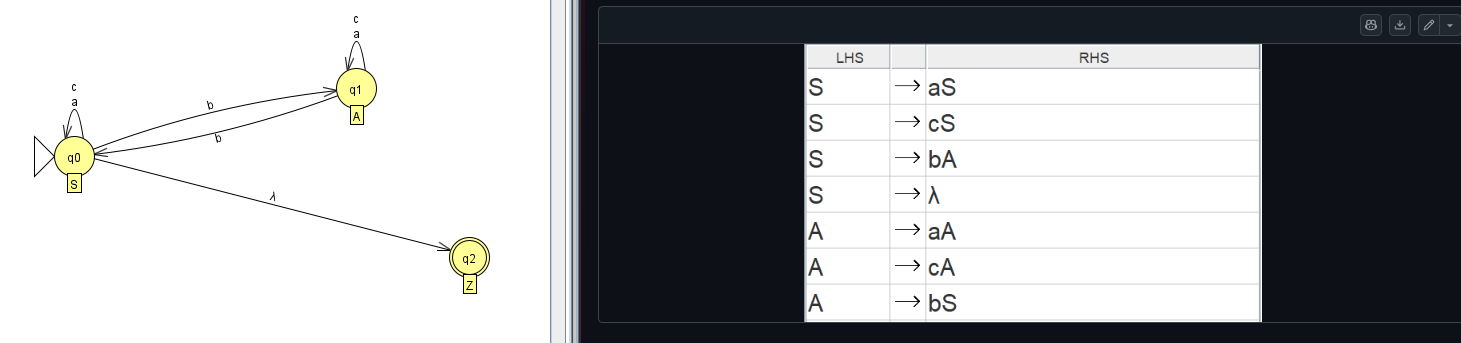 c
a
q1
A
c
a
b
b
q0
S
λ
q2
Z
LHS RHS
S → aS
S → cS
S → bA
S → λ
A → aA
A → cA
A → bS